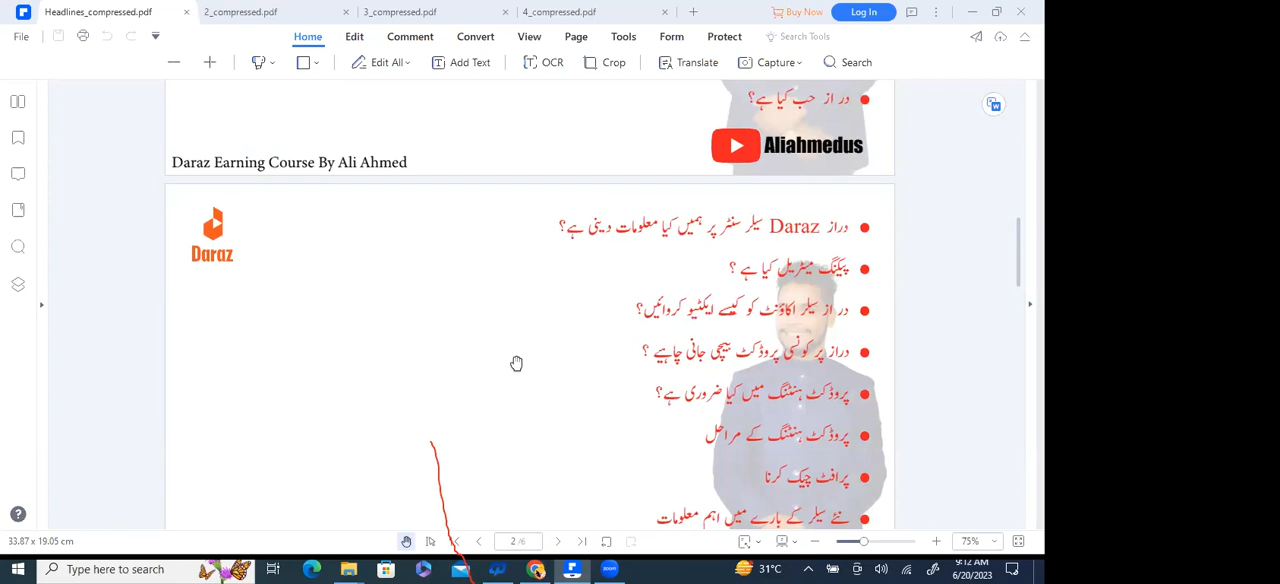 Headlines_compressed.pdf
2_compressed.pdf
3_compressed.pdf
4_compressed.pdf
Buy Now
Log In
File
Home
Edit
Comment
Convert
View
Page
Tools
Form
Protect
Search Tools
Edit All
Add Text
OCR
Crop
Translate
Capture
Search
دراز حب کیا ہے؟
Aliahmedus
Daraz Earning Course By Ali Ahmed
Daraz
دراز Daraz سیلر سنٹر پر ہمیں کیا معلومات دینی ہے؟
پیکنگ میٹریل کیا ہے ؟
دراز سیلر اکاؤنٹ کو کیسے ایکٹیو کروائیں؟
دراز پر کونسی پروڈکٹ بیچی جانی چاہیے ؟
پروڈکٹ ہنٹنگ میں کیا ضروری ہے؟
پروڈکٹ ہنٹنگ کے مراحل
پرافٹ چیک کرنا
نئے سیلر کے بارے میں اہم معلومات
33.87 x 19.05 cm
2 /6
75%
Type here to search
zoom
31°C
9:12 AM
6/20/2023